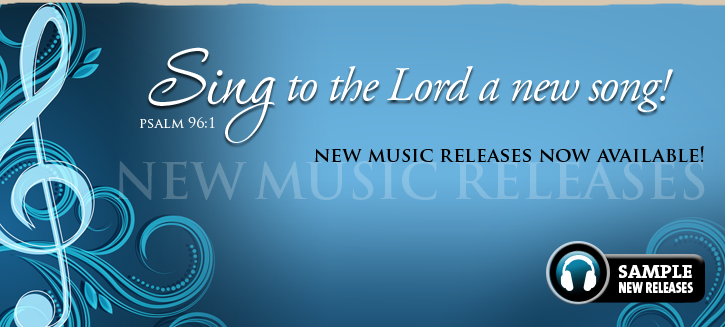 Sing to the Lord a new song!
PSALM 96:1
NEW MUSIC RELEASES NOW AVAILABLE!
NEW MUSIC RELEASES
SAMPLE
NEW RELEASES